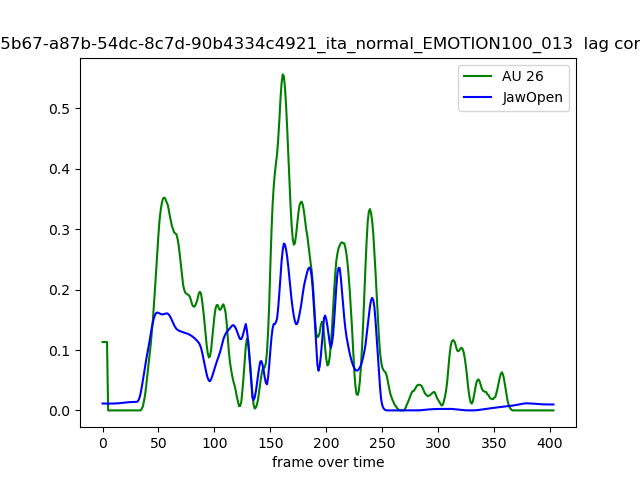 5b67-a87b-54dc-8c7d-90b4334c4921_ita_normal_EMOTION100_013 lag cor
AU 26
JawOpen
0.5
0.4
0.3
0.2
0.1
0.0
0 50 100 150 200 250 300 350 400
frame over time